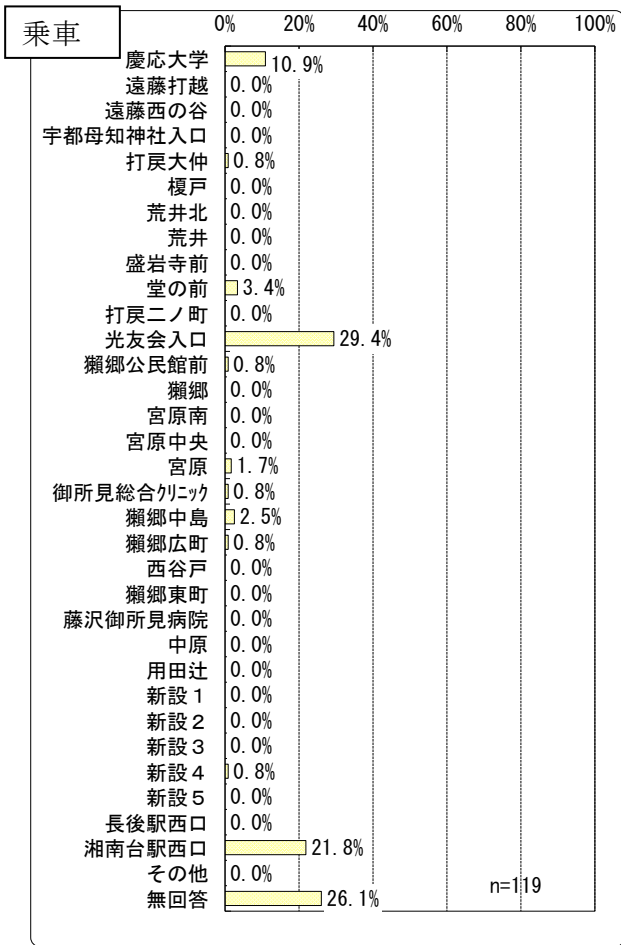 乗車
0% 20% 40% 60% 80% 100%
慶応大学 10.9%
遠藤打越 0.0%
遠藤西の谷 0.0%
宇都母知神社入口 0.0%
打戻大仲 0.8%
榎戸 0.0%
荒井北 0.0%
荒井 0.0%
盛岩寺前 0.0%
堂の前 3.4%
打戻二ノ町 0.0%
光友会入口 29.4%
獺郷公民館前 0.8%
獺郷 0.0%
宮原南 0.0%
宮原中央 0.0%
宮原 1.7%
御所見総合ｸﾘﾆｯｸ 0.8%
獺郷中島 2.5%
獺郷広町 0.8%
西谷戸 0.0%
獺郷東町 0.0%
藤沢御所見病院 0.0%
中原 0.0%
用田辻 0.0%
新設１ 0.0%
新設２ 0.0%
新設３ 0.0%
新設４ 0.8%
新設５ 0.0%
長後駅西口 0.0%
湘南台駅西口 21.8%
その他 0.0%
無回答 26.1%
n=119